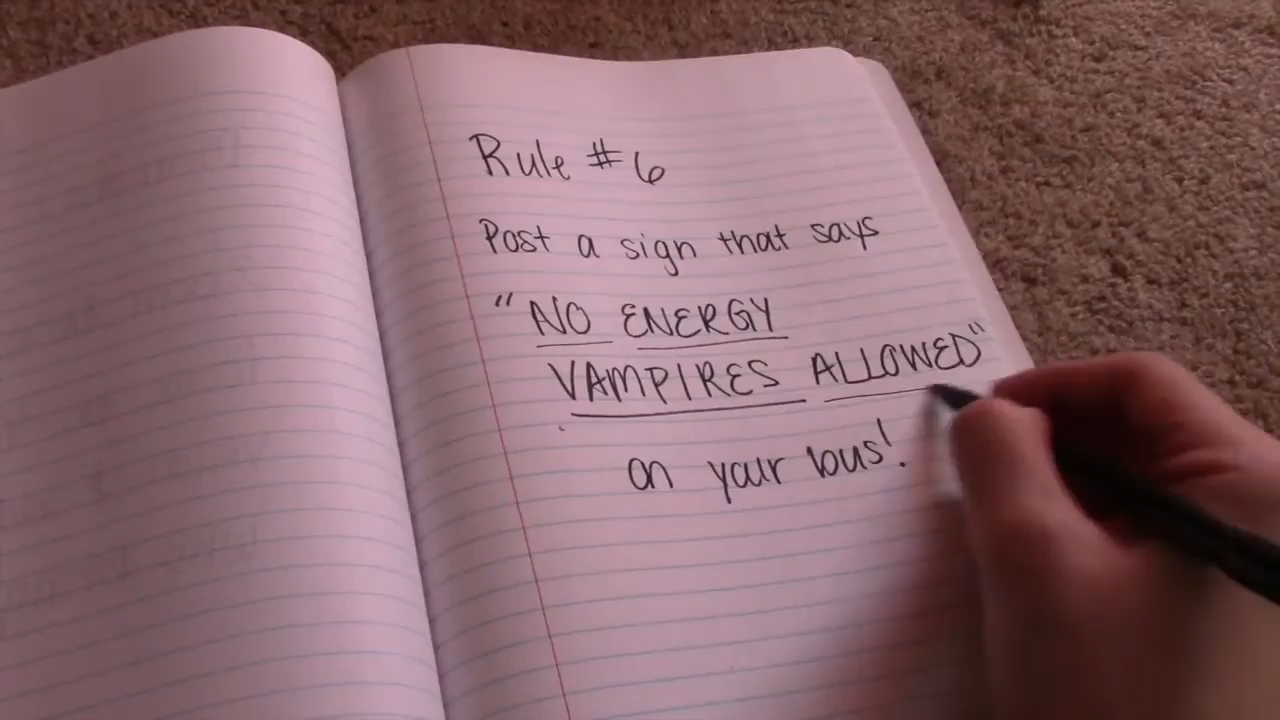 Rule #6
Post a sign that says
"NO ENERGY
VAMPIRES ALLOWED"
on your bus!